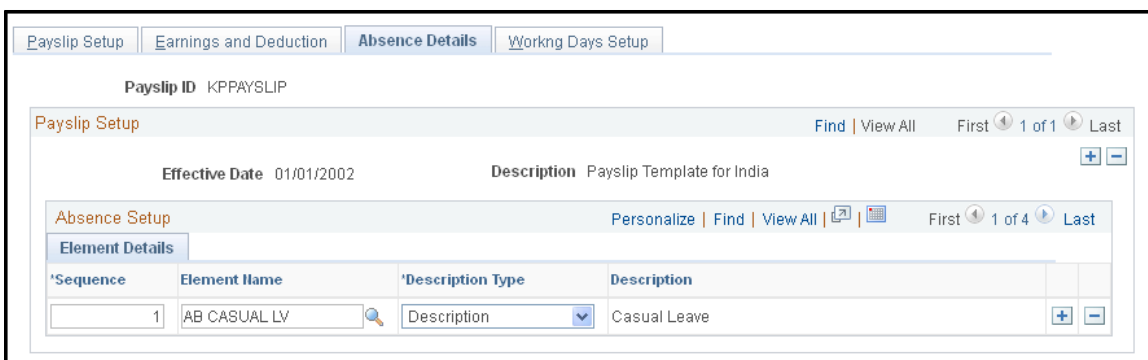 Payslip Setup Earnings and Deduction Absence Details Workng Days Setup
Payslip ID KPPAYSLIP
Payslip Setup Find | View All First 1 of 1 Last
Effective Date 01/01/2002 Description Payslip Template for India
Absence Setup Personalize | Find | View All | | First 1 of 4 Last
Element Details
*Sequence Element Name *Description Type Description
1 AB CASUAL LV Description Casual Leave